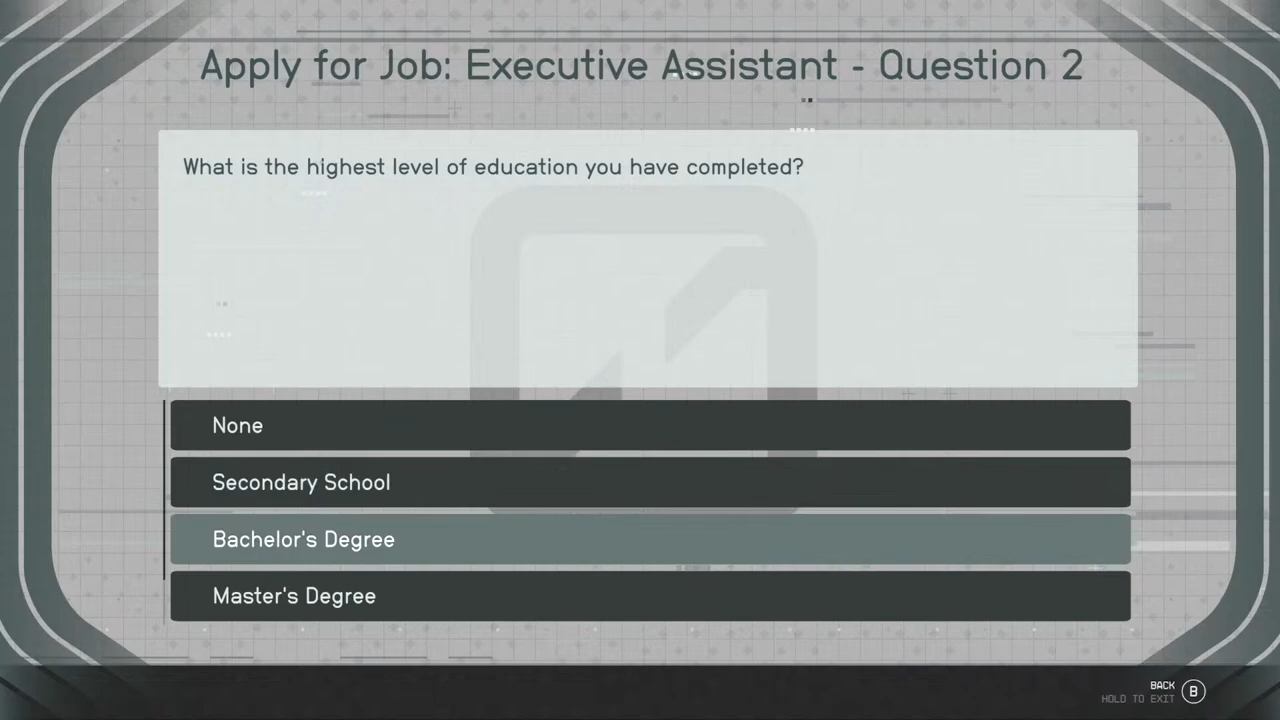 Apply for Job: Executive Assistant - Question 2
What is the highest level of education you have completed?
None
Secondary School
Bachelor's Degree
Master's Degree
BACK B
HOLD TO EXIT